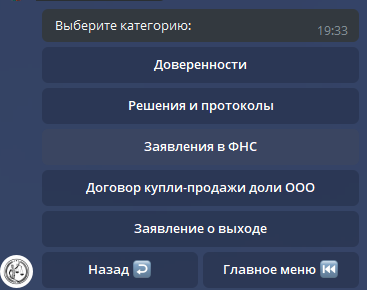 Выберите категорию:
19:33
Доверенности
Решения и протоколы
Заявления в ФНС
Договор купли-продажи доли ООО
Заявление о выходе
Назад ↩️ Главное меню ⏮️